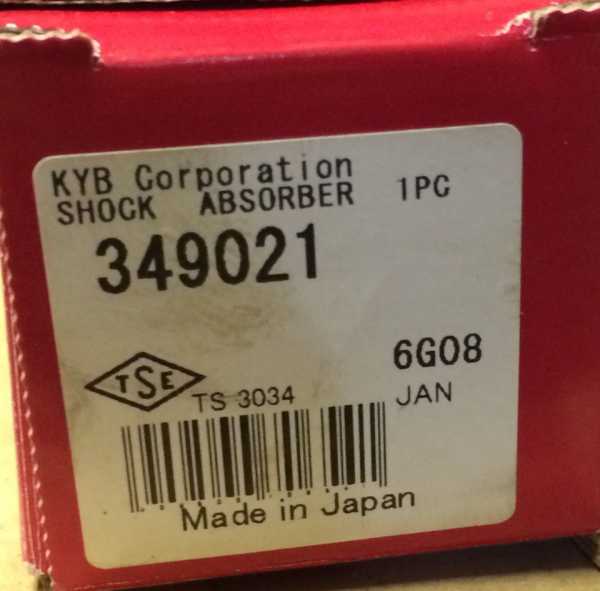 KYB Corporation
SHOCK ABSORBER 1PC
349021
6G08
TSE
TS 3034 JAN
Made in Japan